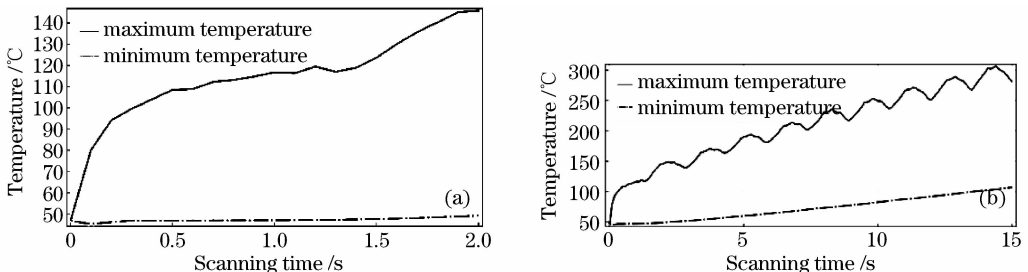 140
130
120
110
100
90
80
70
60
50
Temperature /℃
maximum temperature
minimum temperature
(a)
0 0.5 1.0 1.5 2.0
Scanning time /s
300
250
200
150
100
50
Temperature /℃
maximum temperature
minimum temperature
(b)
0 5 10 15
Scanning time /s